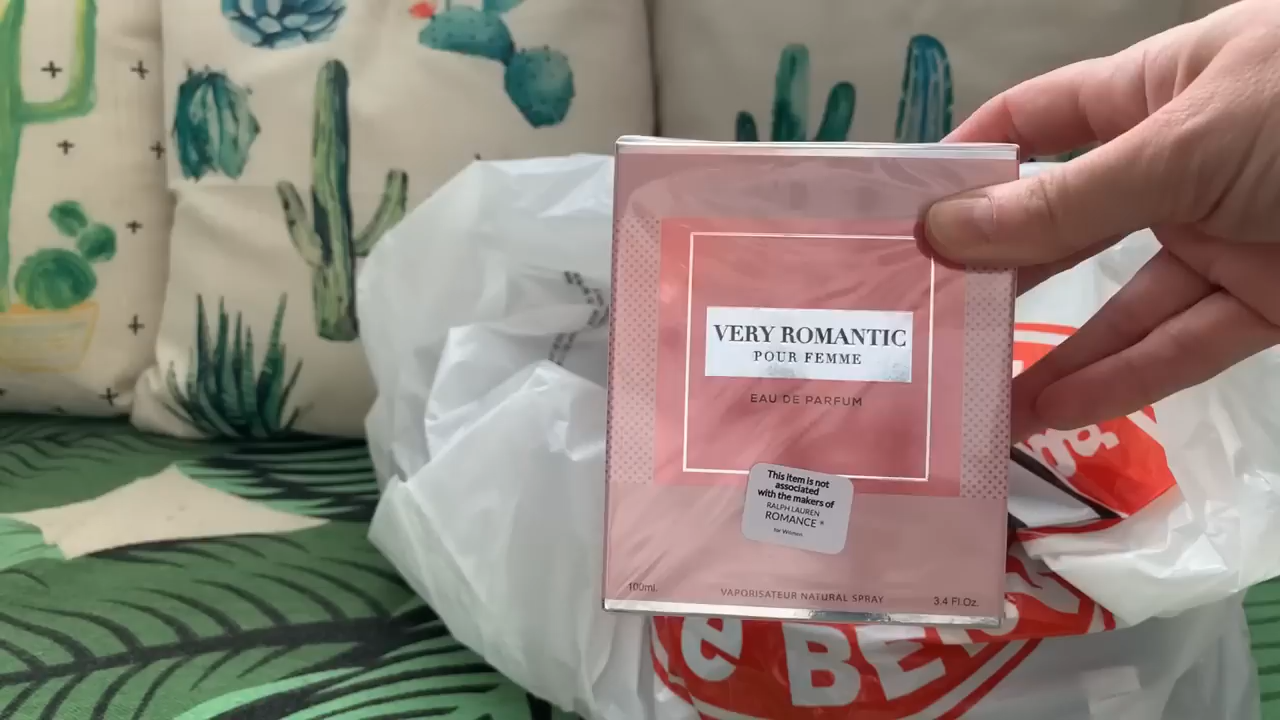 VERY ROMANTIC
POUR FEMME
EAU DE PARFUM
This item is not
associated
with the makers of
RALPH LAUREN
ROMANCE ®
for Women
100ml.
VAPORISATEUR NATURAL SPRAY
3.4 Fl.Oz.